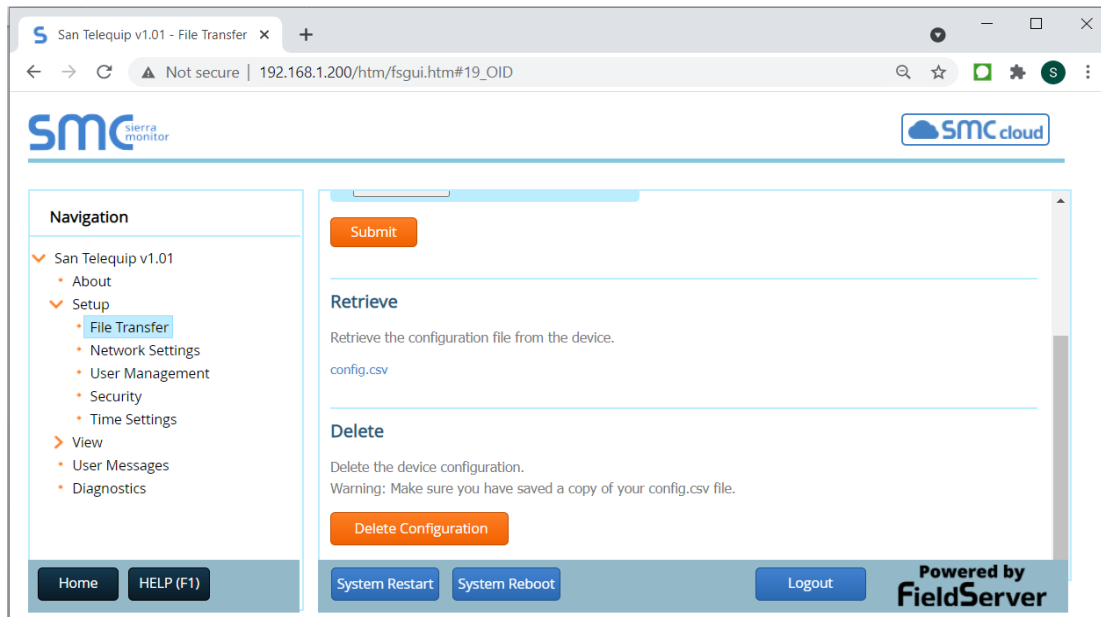 San Telequip v1.01 - File Transfer
Not secure | 192.168.1.200/htm/fsgui.htm#19_OID
S
smc sierra monitor
SMC cloud
Navigation
San Telequip v1.01
About
Setup
File Transfer
Network Settings
User Management
Security
Time Settings
View
User Messages
Diagnostics
Submit
Retrieve
Retrieve the configuration file from the device.
config.csv
Delete
Delete the device configuration.
Warning: Make sure you have saved a copy of your config.csv file.
Delete Configuration
Home
HELP (F1)
System Restart
System Reboot
Logout
Powered by
FieldServer